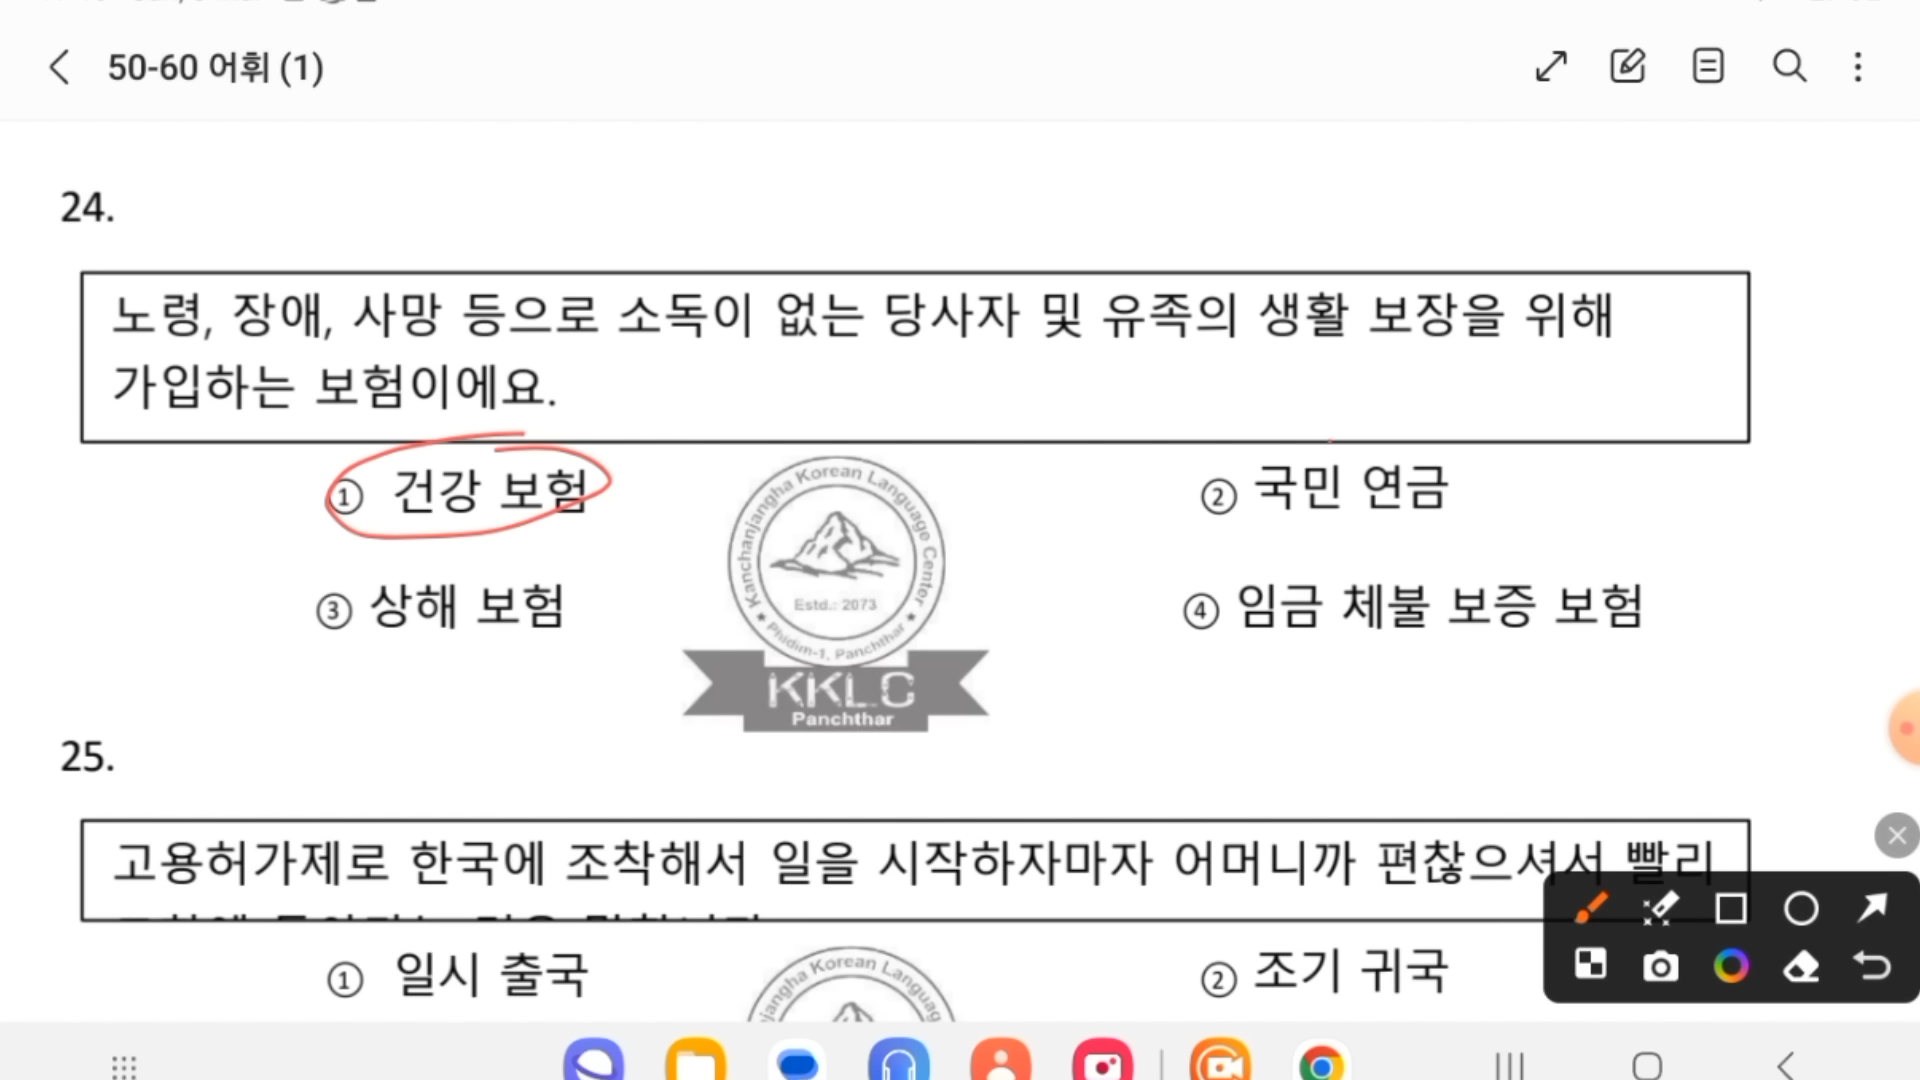 50-60 어휘 (1)
24.
노령, 장애, 사망 등으로 소독이 없는 당사자 및 유족의 생활 보장을 위해
가입하는 보험이에요.
① 건강 보험
② 국민 연금
③ 상해 보험
④ 임금 체불 보증 보험
Kanchanjangha Korean Language Center
Estd.: 2073
Phidim-1, Panchthar
KKLC
Panchthar
25.
고용허가제로 한국에 조착해서 일을 시작하자마자 어머니까 편찮으셔서 빨리
① 일시 출국
② 조기 귀국